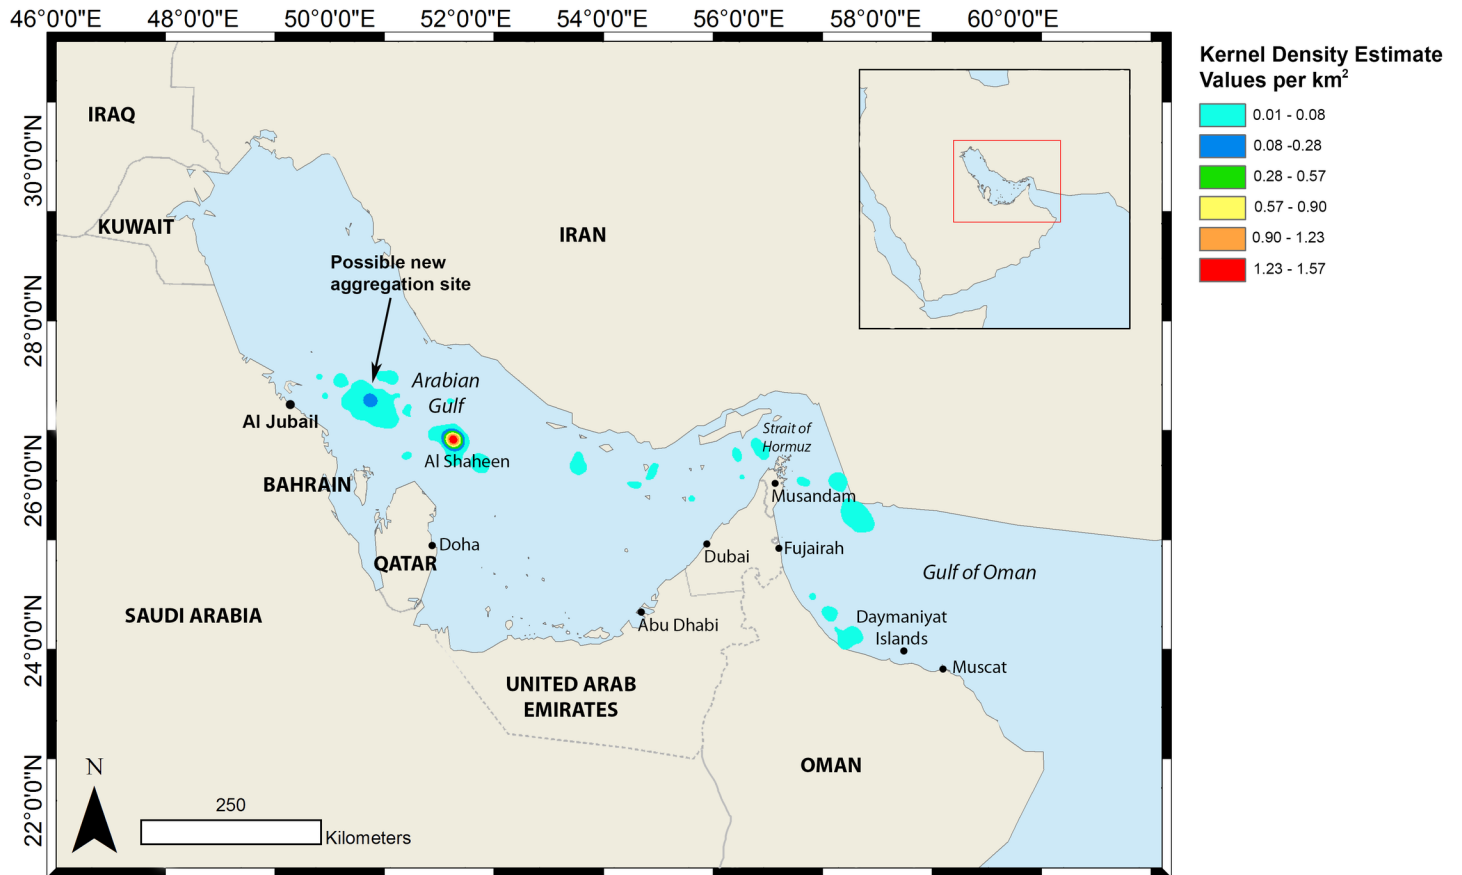 46°0'0"E 48°0'0"E 50°0'0"E 52°0'0"E 54°0'0"E 56°0'0"E 58°0'0"E 60°0'0"E
30°0'0"N
28°0'0"N
26°0'0"N
24°0'0"N
22°0'0"N
IRAQ
KUWAIT
IRAN
Possible new
aggregation site
Arabian
Gulf
Al Jubail
Al Shaheen
Strait of
Hormuz
BAHRAIN
Musandam
Doha
QATAR
Dubai
Fujairah
Gulf of Oman
SAUDI ARABIA
Abu Dhabi
Daymaniyat
Islands
Muscat
UNITED ARAB
EMIRATES
OMAN
N
250
Kilometers
Kernel Density Estimate
Values per km²
0.01 - 0.08
0.08 -0.28
0.28 - 0.57
0.57 - 0.90
0.90 - 1.23
1.23 - 1.57